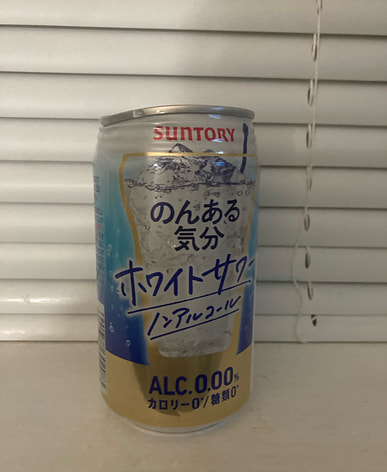 SUNTORY
のんある
気分
ホワイトサワー
ノンアルコール
ALC.0.00%
カロリー0*/糖類0*